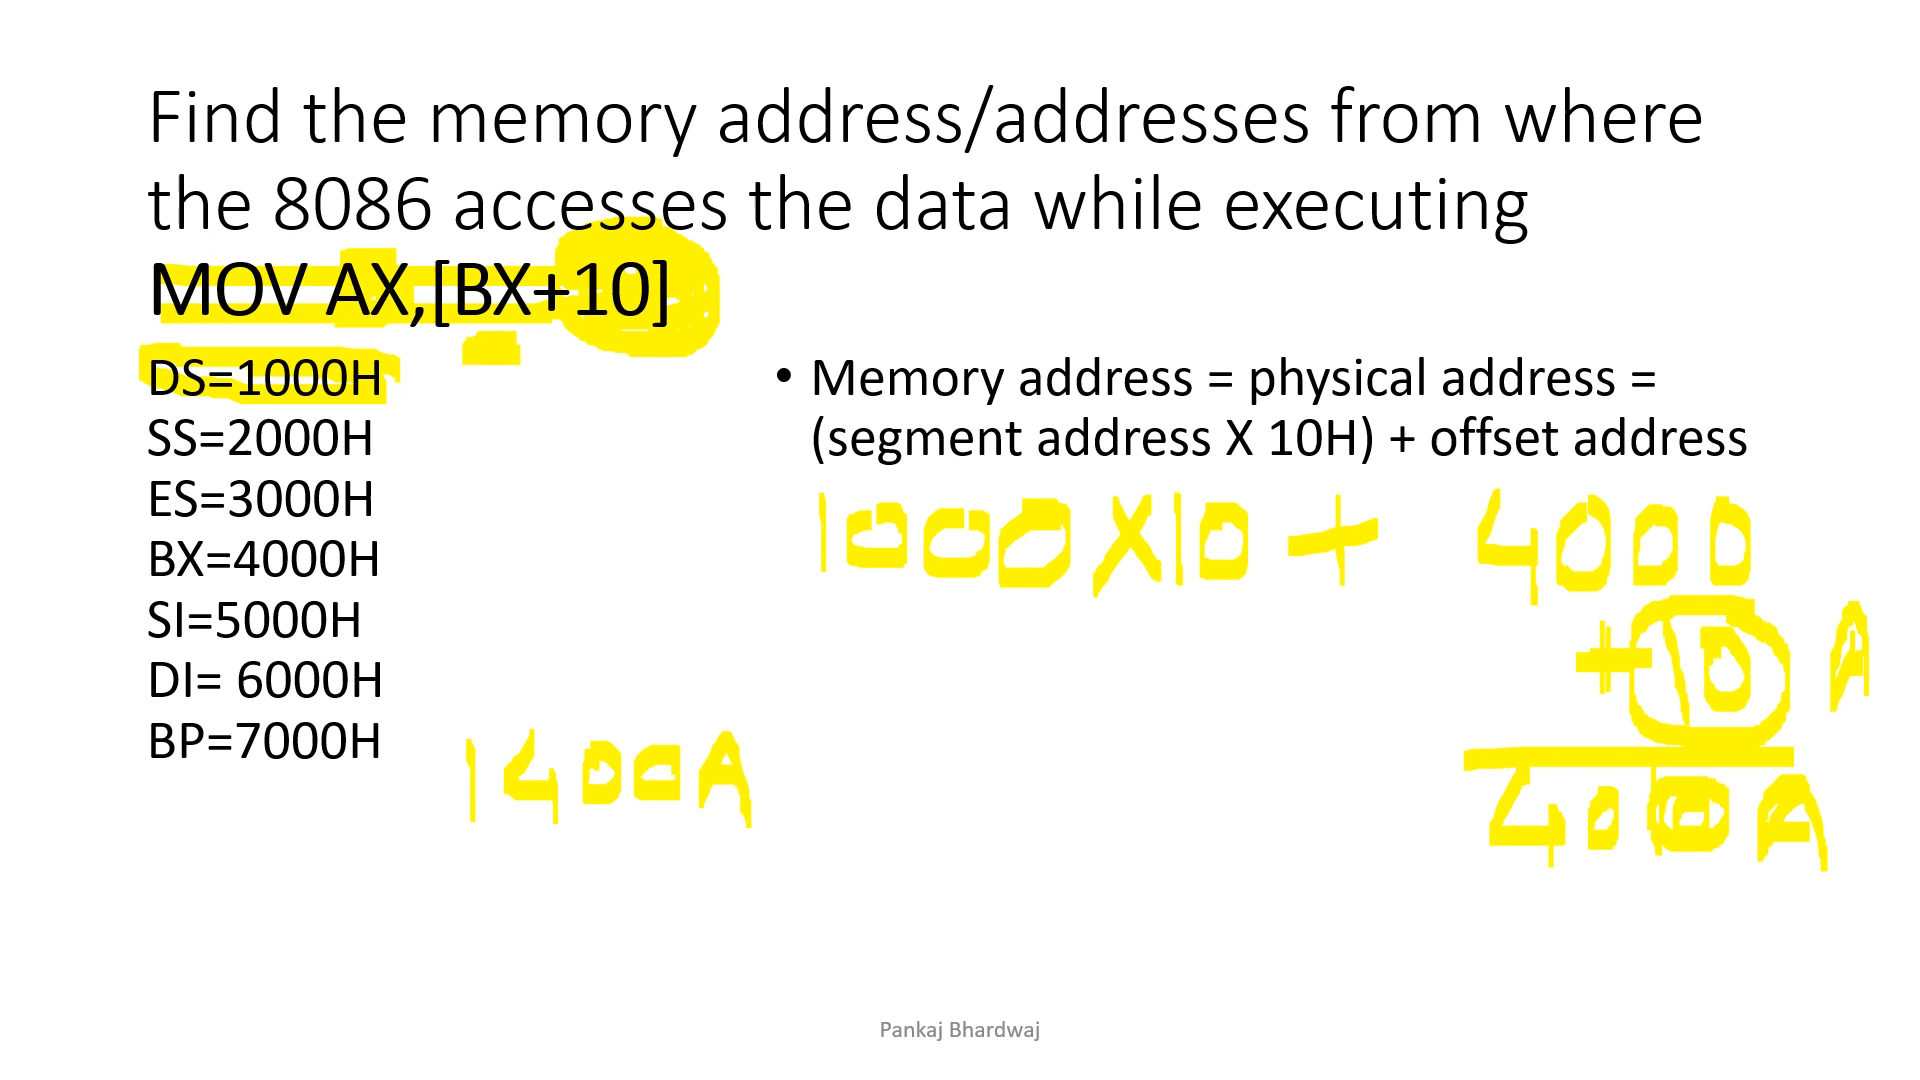 Find the memory address/addresses from where
the 8086 accesses the data while executing
MOV AX,[BX+10]
DS=1000H
SS=2000H
ES=3000H
BX=4000H
SI=5000H
DI= 6000H
BP=7000H
• Memory address = physical address =
(segment address X 10H) + offset address
1000X10 + 4000
+10 A
400A
1400A
Pankaj Bhardwaj